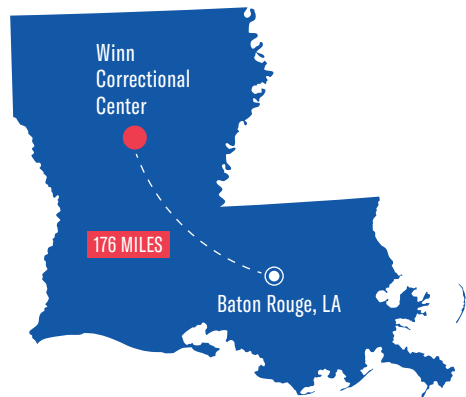 Winn
Correctional
Center
176 MILES
Baton Rouge, LA